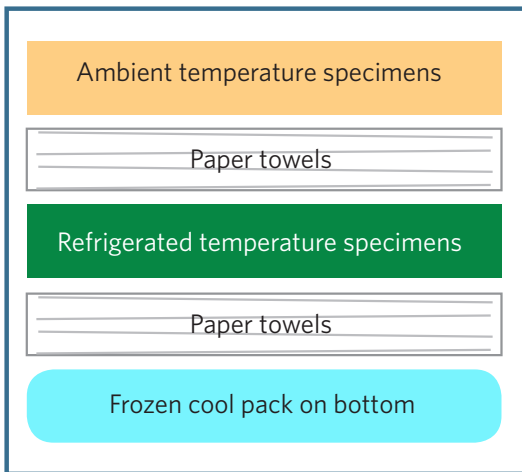 Ambient temperature specimens
Paper towels
Refrigerated temperature specimens
Paper towels
Frozen cool pack on bottom